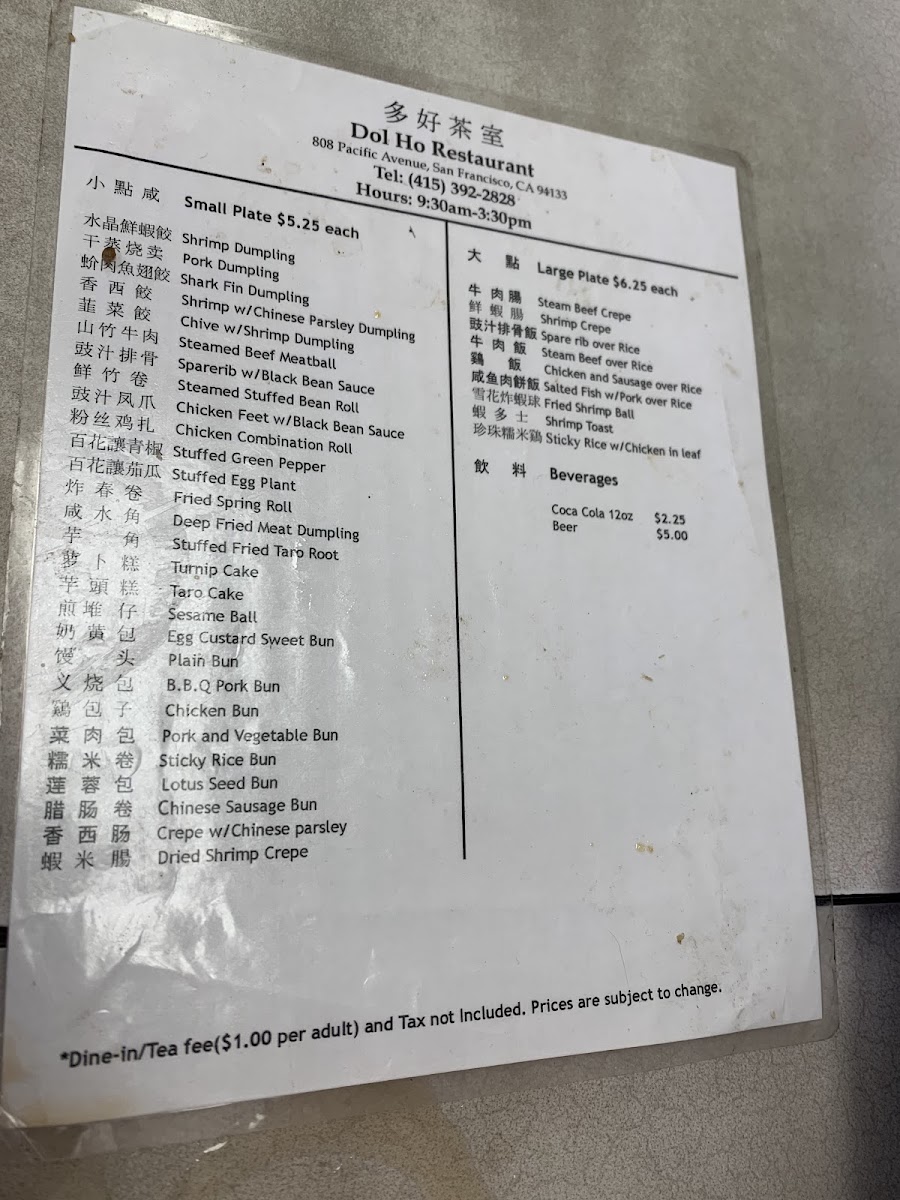 多好茶室
Dol Ho Restaurant
808 Pacific Avenue, San Francisco, CA 94133
Tel: (415) 392-2828
Hours: 9:30am-3:30pm
小點咸 Small Plate $5.25 each
水晶鮮蝦餃 Shrimp Dumpling
干蒸烧卖 Pork Dumpling
蚧肉魚翅餃 Shark Fin Dumpling
香西餃 Shrimp w/Chinese Parsley Dumpling
韮菜餃 Chive w/Shrimp Dumpling
山竹牛肉 Steamed Beef Meatball
豉汁排骨 Sparerib w/Black Bean Sauce
鲜竹卷 Steamed Stuffed Bean Roll
豉汁凤爪 Chicken Feet w/Black Bean Sauce
粉丝鸡扎 Chicken Combination Roll
百花讓青椒 Stuffed Green Pepper
百花讓茄瓜 Stuffed Egg Plant
炸春卷 Fried Spring Roll
咸水角 Deep Fried Meat Dumpling
芋角 Stuffed Fried Taro Root
萝卜糕 Turnip Cake
芋頭糕 Taro Cake
煎堆仔 Sesame Ball
奶黄包 Egg Custard Sweet Bun
馒头 Plain Bun
义烧包 B.B.Q Pork Bun
鷄包子 Chicken Bun
菜肉包 Pork and Vegetable Bun
糯米卷 Sticky Rice Bun
莲蓉包 Lotus Seed Bun
腊肠卷 Chinese Sausage Bun
香西肠 Crepe w/Chinese parsley
蝦米腸 Dried Shrimp Crepe
大點 Large Plate $6.25 each
牛肉腸 Steam Beef Crepe
鲜蝦腸 Shrimp Crepe
豉汁排骨飯 Spare rib over Rice
牛肉飯 Steam Beef over Rice
鷄飯 Chicken and Sausage over Rice
咸鱼肉餅飯 Salted Fish w/Pork over Rice
雪花炸蝦球 Fried Shrimp Ball
蝦多士 Shrimp Toast
珍珠糯米鷄 Sticky Rice w/Chicken in leaf
飲料 Beverages
Coca Cola 12oz $2.25
Beer $5.00
*Dine-in/Tea fee($1.00 per adult) and Tax not Included. Prices are subject to change.